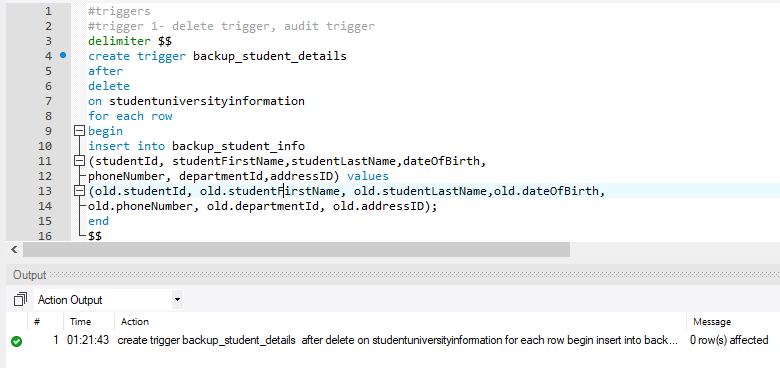 1 #triggers
2 #trigger 1- delete trigger, audit trigger
3 delimiter $$
4 create trigger backup_student_details
5 after
6 delete
7 on studentuniversityinformation
8 for each row
9 begin
10 insert into backup_student_info
11 (studentId, studentFirstName,studentLastName,dateOfBirth,
12 phoneNumber, departmentId,addressID) values
13 (old.studentId, old.studentFirstName, old.studentLastName,old.dateOfBirth,
14 old.phoneNumber, old.departmentId, old.addressID);
15 end
16 $$
Output
Action Output
# Time Action Message
1 01:21:43 create trigger backup_student_details after delete on studentuniversityinformation for each row begin insert into back... 0 row(s) affected